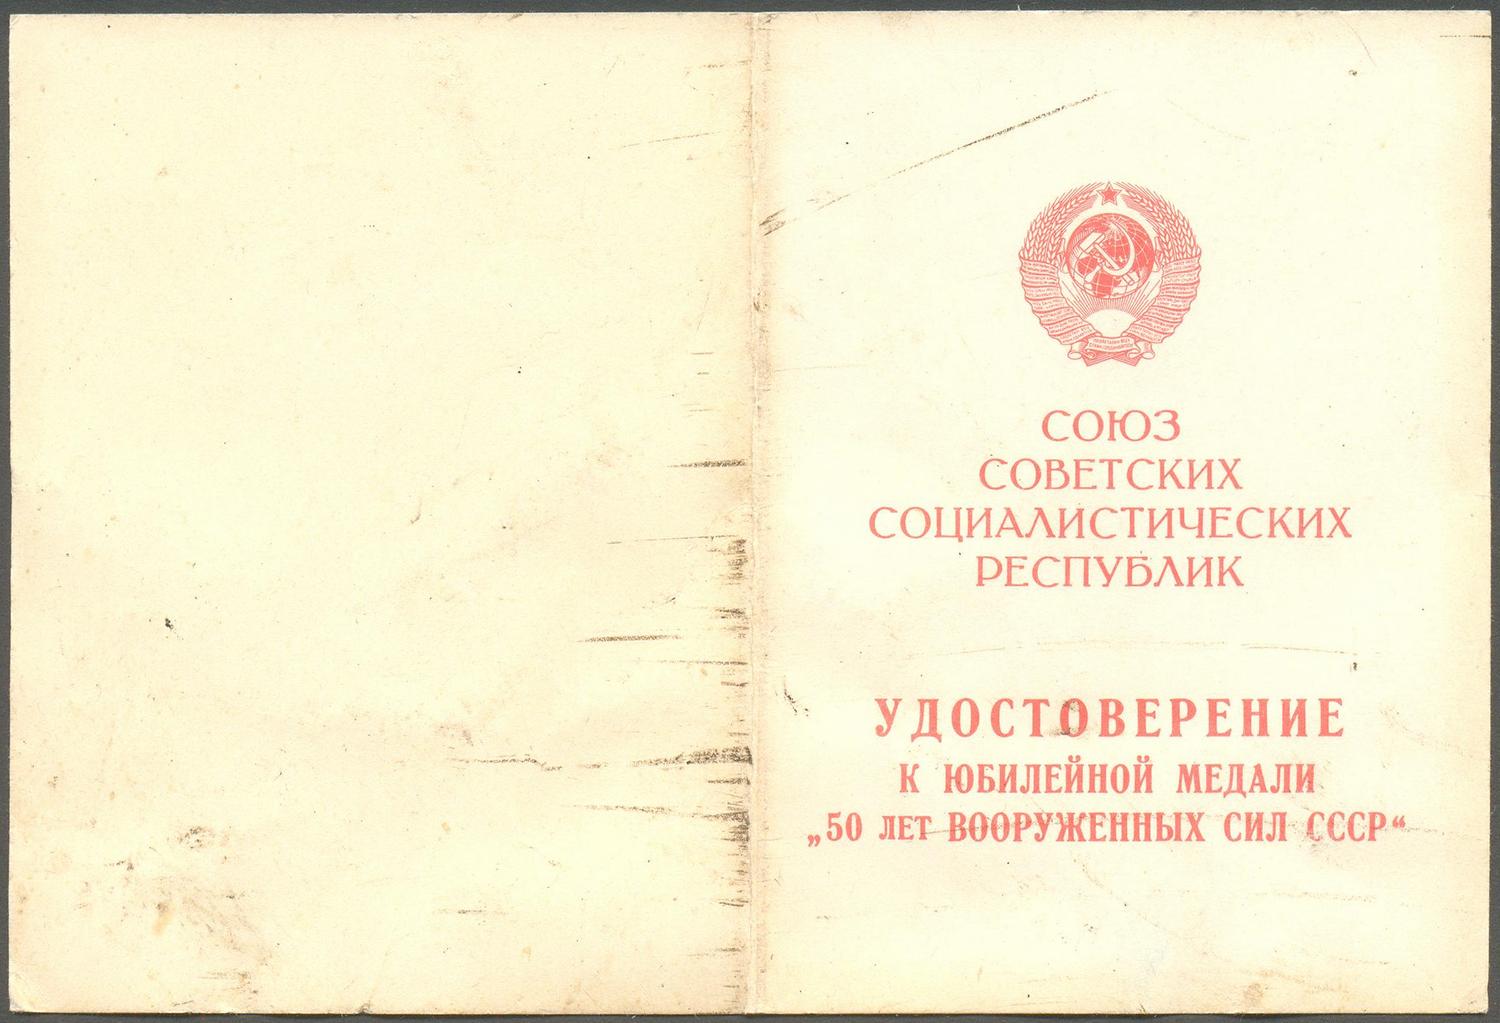 СОЮЗ
СОВЕТСКИХ
СОЦИАЛИСТИЧЕСКИХ
РЕСПУБЛИК
УДОСТОВЕРЕНИЕ
К ЮБИЛЕЙНОЙ МЕДАЛИ
„50 ЛЕТ ВООРУЖЕННЫХ СИЛ СССР“